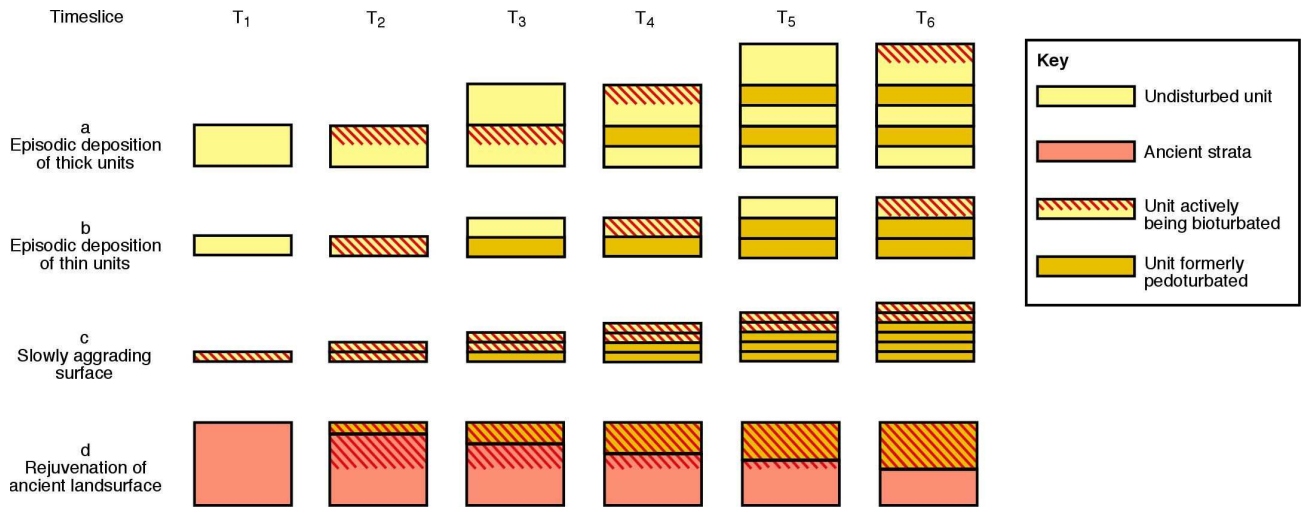 Timeslice T1 T2 T3 T4 T5 T6
a
Episodic deposition
of thick units
b
Episodic deposition
of thin units
c
Slowly aggrading
surface
d
Rejuvenation of
ancient landsurface
Key
Undisturbed unit
Ancient strata
Unit actively
being bioturbated
Unit formerly
pedoturbated